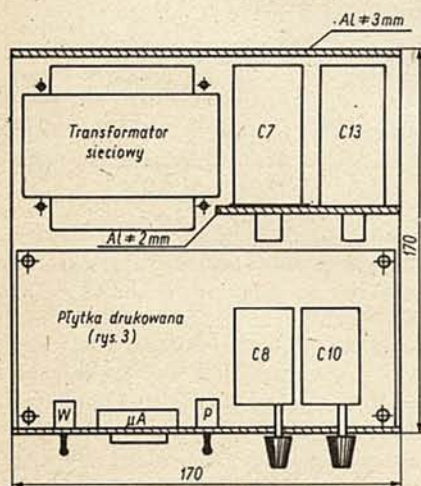 Al ≠ 3mm
Transformator
sieciowy
C7
C13
Al ≠ 2mm
170
Płytka drukowana
(rys. 3)
C8
C10
W
μA
P
170